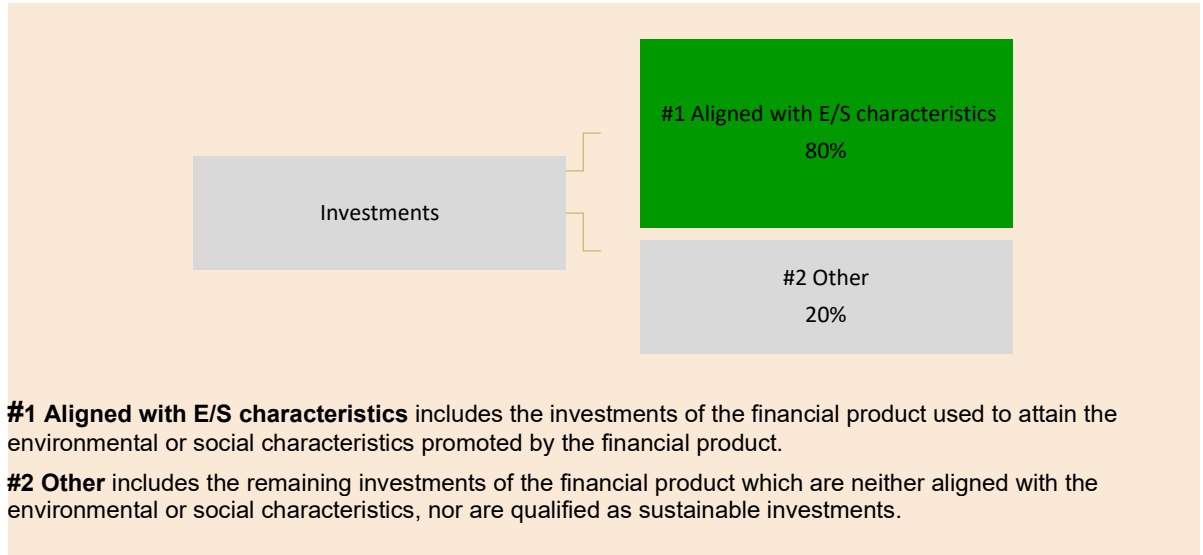 #1 Aligned with E/S characteristics
80%
Investments
#2 Other
20%
#1 Aligned with E/S characteristics includes the investments of the financial product used to attain the
environmental or social characteristics promoted by the financial product.
#2 Other includes the remaining investments of the financial product which are neither aligned with the
environmental or social characteristics, nor are qualified as sustainable investments.